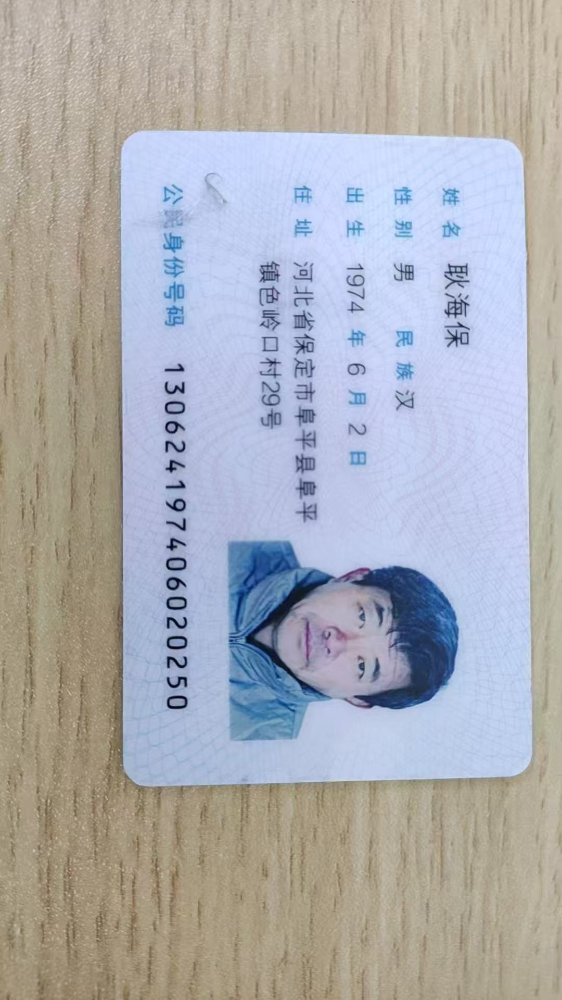 姓名 耿海保
性别 男 民族 汉
出生 1974 年 6 月 2 日
住址 河北省保定市阜平县阜平
镇色岭口村29号
公民身份号码 130624197406020250